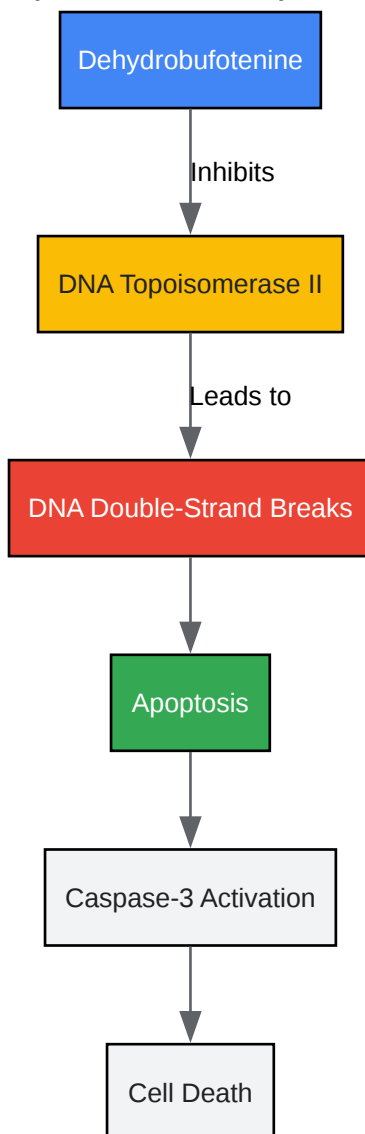 Dehydrobufotenine
Inhibits
DNA Topoisomerase II
Leads to
DNA Double-Strand Breaks
Apoptosis
Caspase-3 Activation
Cell Death